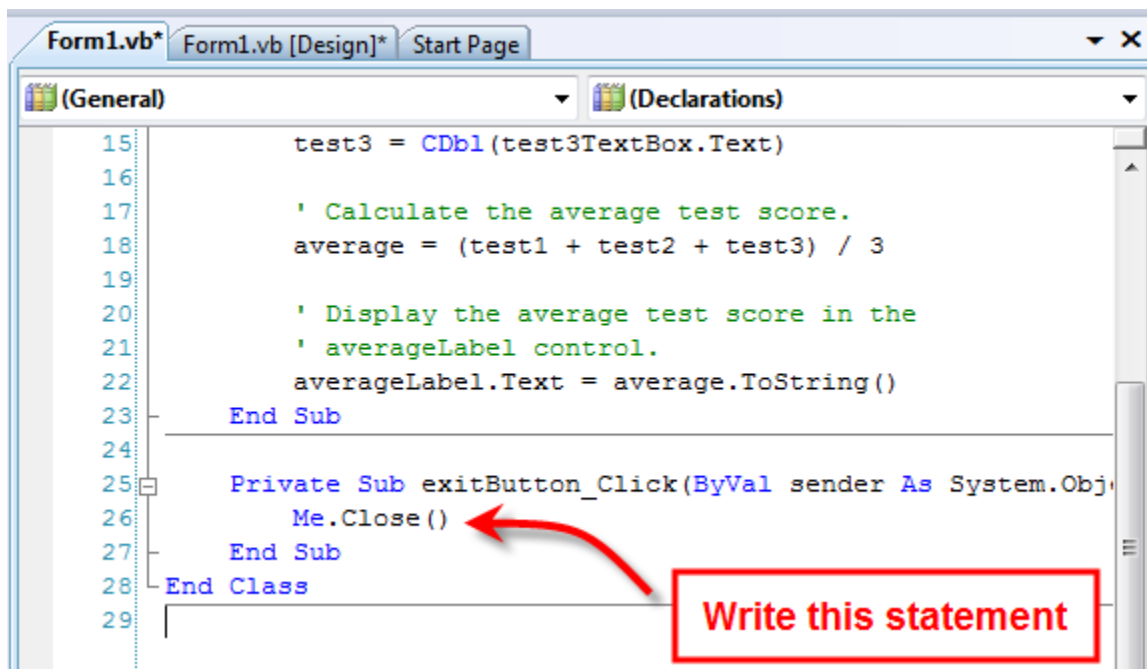 Form1.vb* Form1.vb [Design]* Start Page
(General) (Declarations)
15 test3 = CDbl(test3TextBox.Text)
16
17 ' Calculate the average test score.
18 average = (test1 + test2 + test3) / 3
19
20 ' Display the average test score in the
21 ' averageLabel control.
22 averageLabel.Text = average.ToString()
23 End Sub
24
25 Private Sub exitButton_Click(ByVal sender As System.Obj
26 Me.Close()
27 End Sub
28 End Class
29
Write this statement